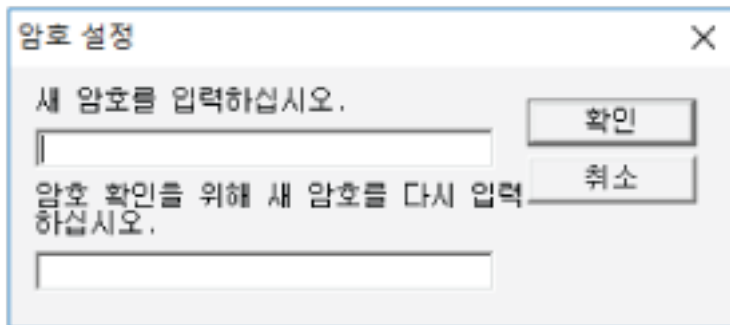 암호 설정
새 암호를 입력하십시오.
확인
암호 확인을 위해 새 암호를 다시 입력
하십시오.
취소